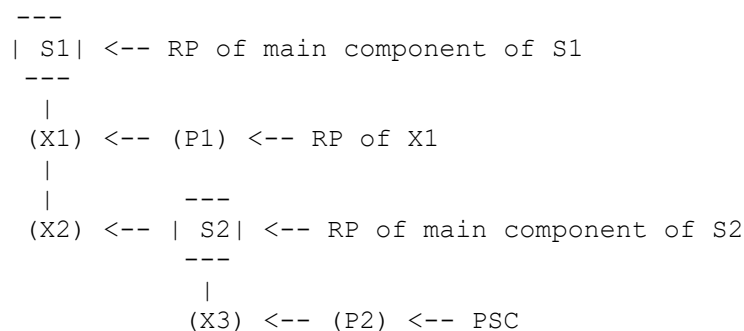 ---
| S1| <-- RP of main component of S1
---
|
(X1) <-- (P1) <-- RP of X1
|
| ---
(X2) <-- | S2| <-- RP of main component of S2
---
|
(X3) <-- (P2) <-- PSC